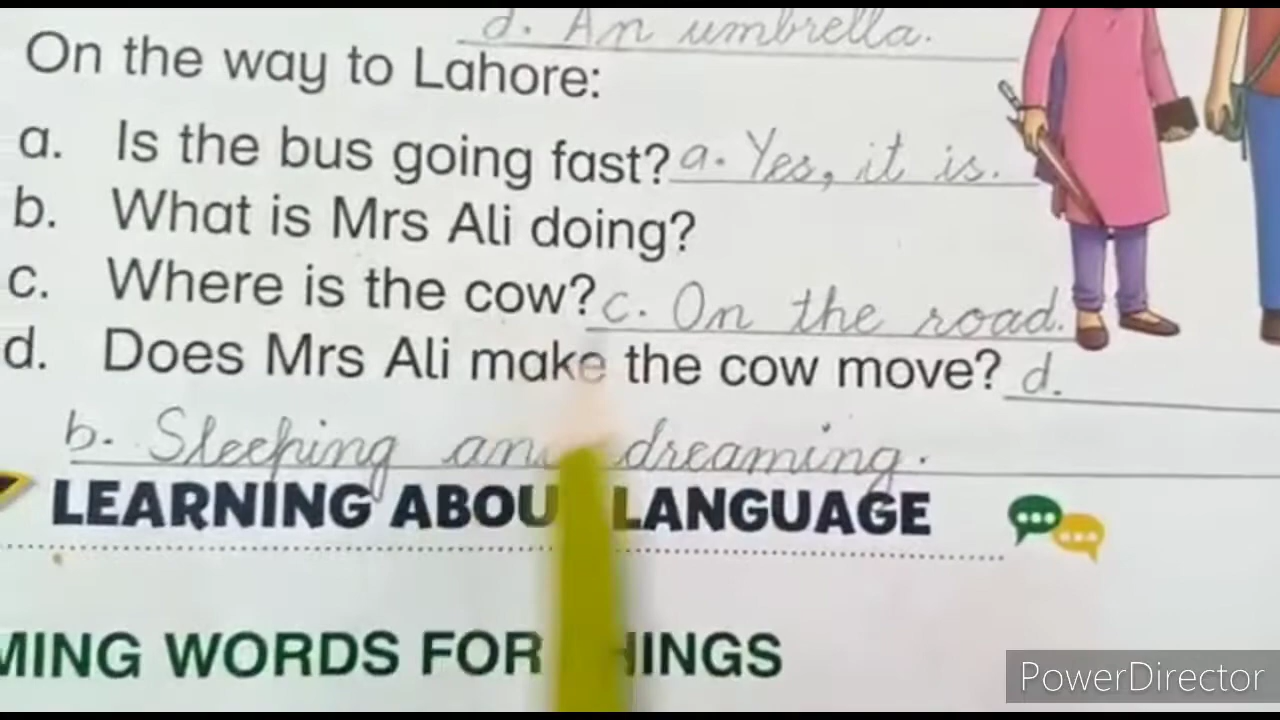 d. An umbrella.
On the way to Lahore:
a. Is the bus going fast? a. Yes, it is.
b. What is Mrs Ali doing?
c. Where is the cow? c. On the road.
d. Does Mrs Ali make the cow move? d.
b. Sleeping and dreaming.
LEARNING ABOU LANGUAGE
MING WORDS FOR HINGS
PowerDirector